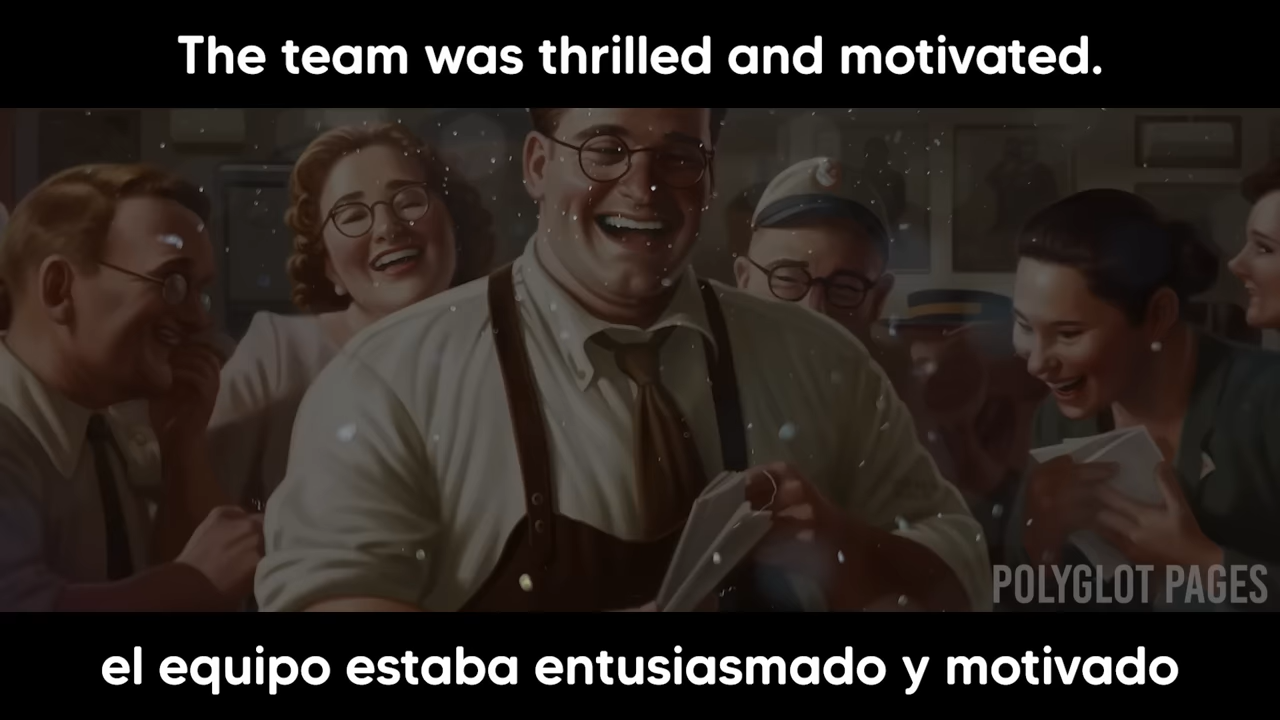 The team was thrilled and motivated.
POLYGLOT PAGES
el equipo estaba entusiasmado y motivado